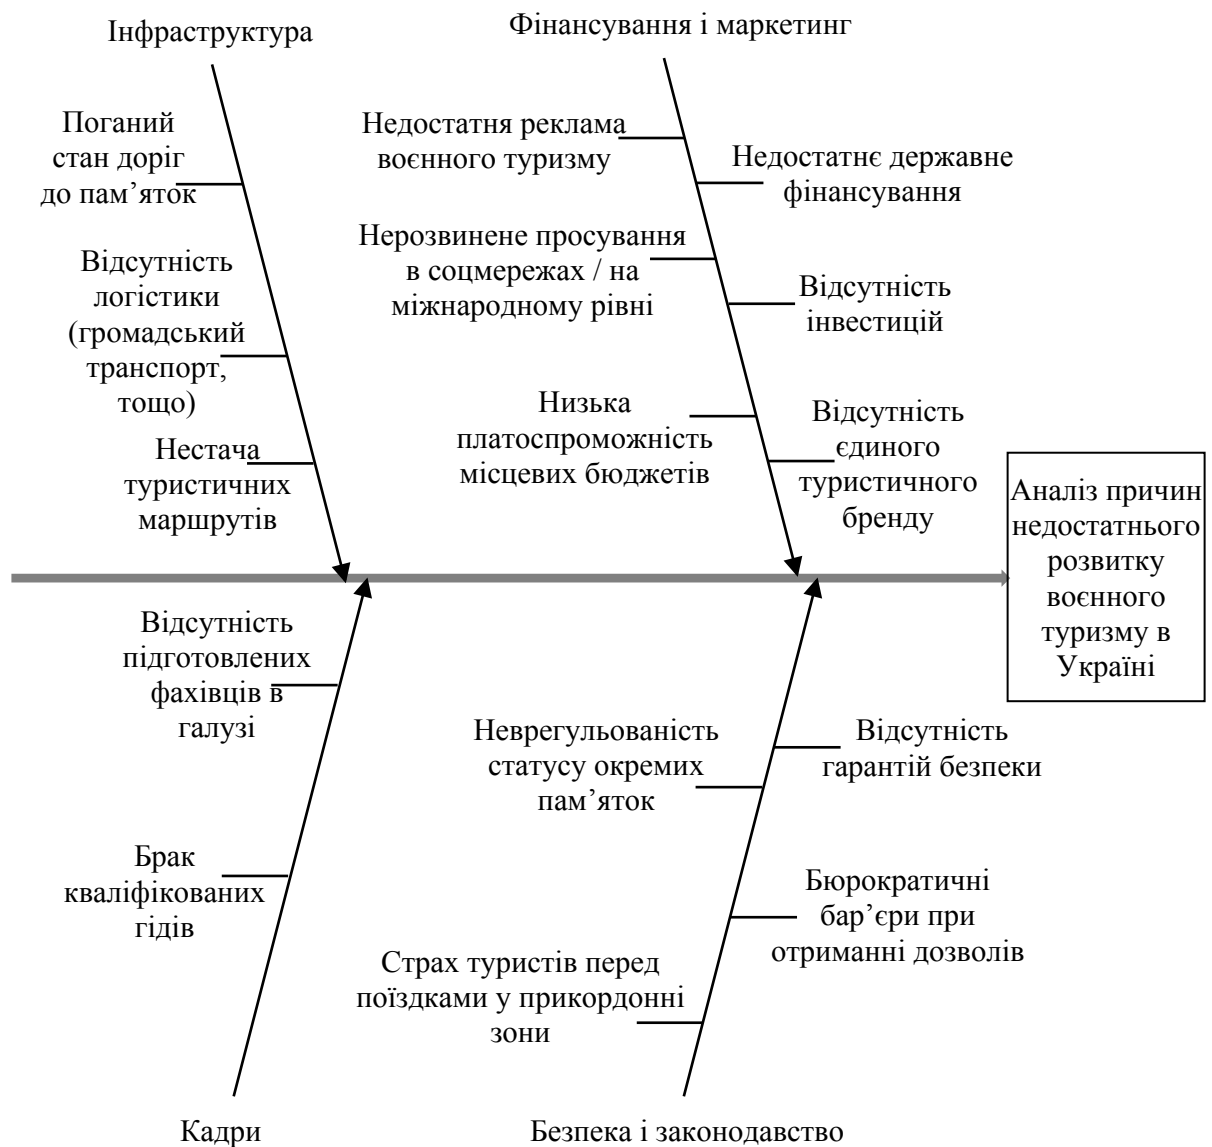 Інфраструктура
Фінансування і маркетинг
Поганий
стан доріг
до пам’яток
Відсутність
логістики
(громадський
транспорт,
тощо)
Нестача
туристичних
маршрутів
Недостатня реклама
воєнного туризму
Нерозвинене просування
в соцмережах / на
міжнародному рівні
Низька
платоспроможність
місцевих бюджетів
Недостатнє державне
фінансування
Відсутність
інвестицій
Відсутність
єдиного
туристичного
бренду
Аналіз причин
недостатнього
розвитку
воєнного
туризму в
Україні
Відсутність
підготовлених
фахівців в
галузі
Брак
кваліфікованих
гідів
Неврегульованість
статусу окремих
пам’яток
Страх туристів перед
поїздками у прикордонні
зони
Відсутність
гарантій безпеки
Бюрократичні
бар’єри при
отриманні дозволів
Кадри
Безпека і законодавство